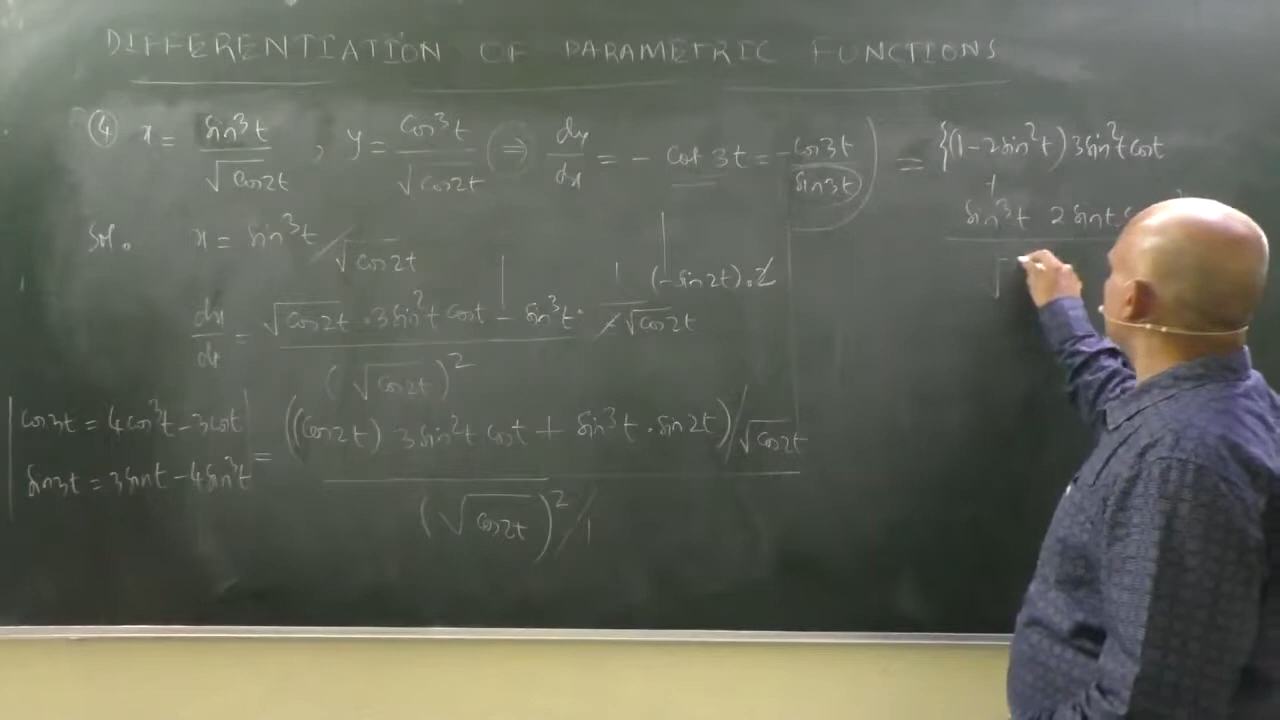 DIFFERENTIATION OF PARAMETRIC FUNCTIONS
④ x = sin³t / √cos2t , y = cos³t / √cos2t (⇒ dy/dx = - cot 3t = -cos3t / sin3t)
Sol. x = sin³t / √cos2t
dx/dt = √cos2t · 3sin²t cost - sin³t · 1 / 2√cos2t (-sin2t) . 2
(√cos2t)²
= ((cos2t) 3sin²t cost + sin³t . sin2t) / √cos2t
(√cos2t)² / 1
cos3t = 4cos³t - 3cost
sin3t = 3sint - 4sin³t
= {(1-2sin²t) 3sin²t cost
+
sin³t 2sint
√